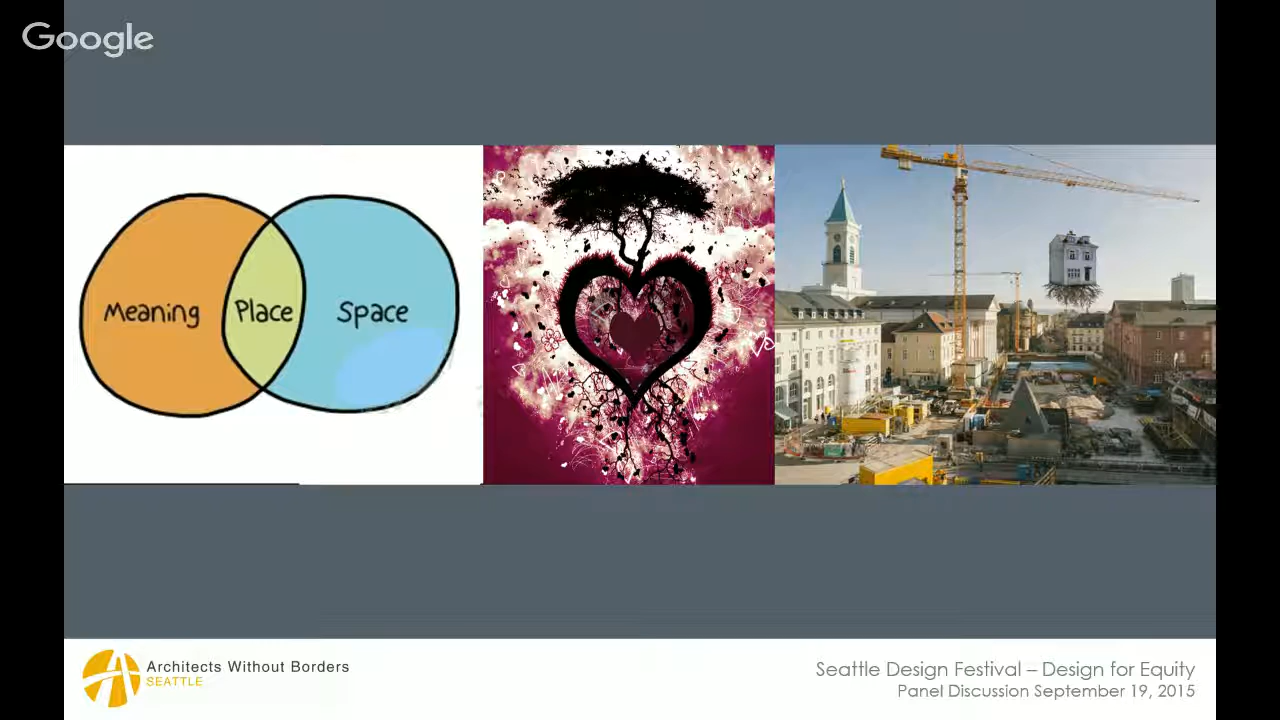 Google
Meaning
Place
Space
Architects Without Borders
SEATTLE
Seattle Design Festival – Design for Equity
Panel Discussion September 19, 2015